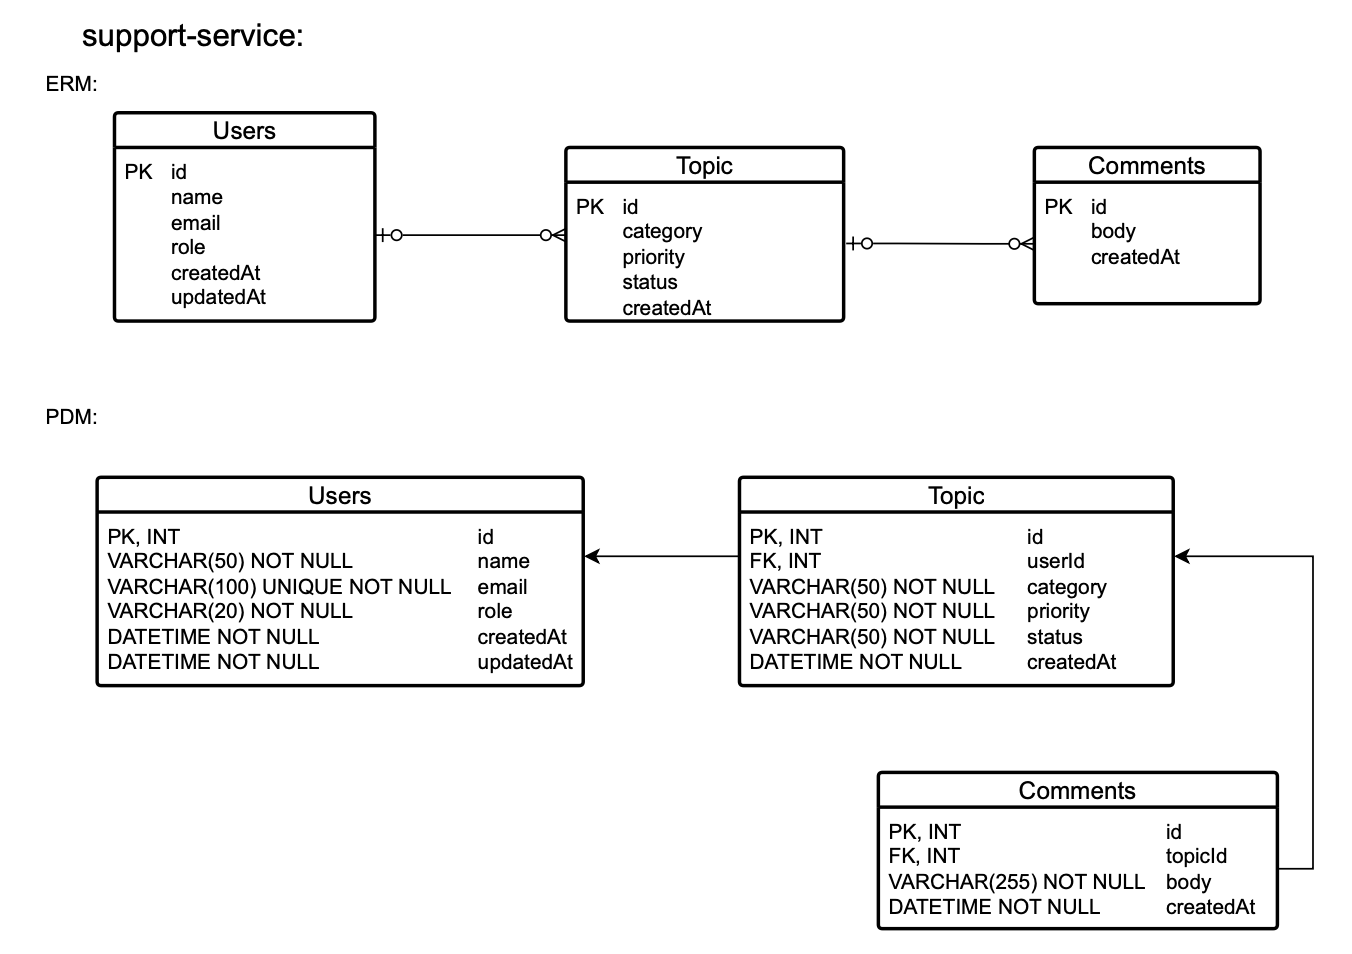 support-service:
ERM:
Users
PK id
name
email
role
createdAt
updatedAt
Topic
PK id
category
priority
status
createdAt
Comments
PK id
body
createdAt
PDM:
Users
PK, INT id
VARCHAR(50) NOT NULL name
VARCHAR(100) UNIQUE NOT NULL email
VARCHAR(20) NOT NULL role
DATETIME NOT NULL createdAt
DATETIME NOT NULL updatedAt
Topic
PK, INT id
FK, INT userId
VARCHAR(50) NOT NULL category
VARCHAR(50) NOT NULL priority
VARCHAR(50) NOT NULL status
DATETIME NOT NULL createdAt
Comments
PK, INT id
FK, INT topicId
VARCHAR(255) NOT NULL body
DATETIME NOT NULL createdAt